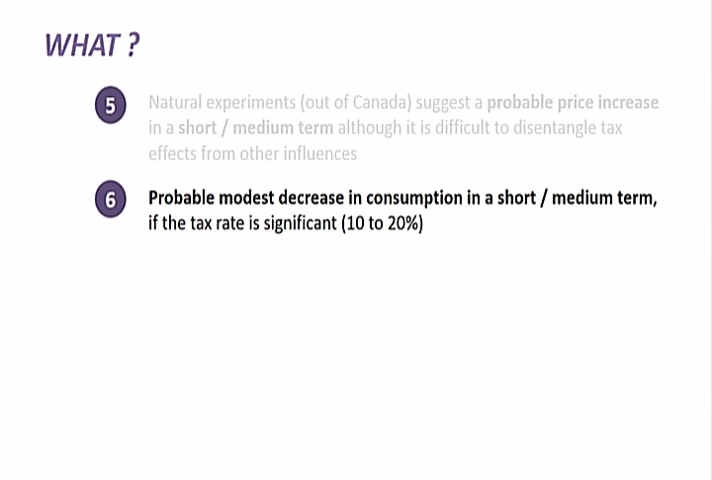 WHAT ?
5 Natural experiments (out of Canada) suggest a probable price increase
in a short / medium term although it is difficult to disentangle tax
effects from other influences
6 Probable modest decrease in consumption in a short / medium term,
if the tax rate is significant (10 to 20%)